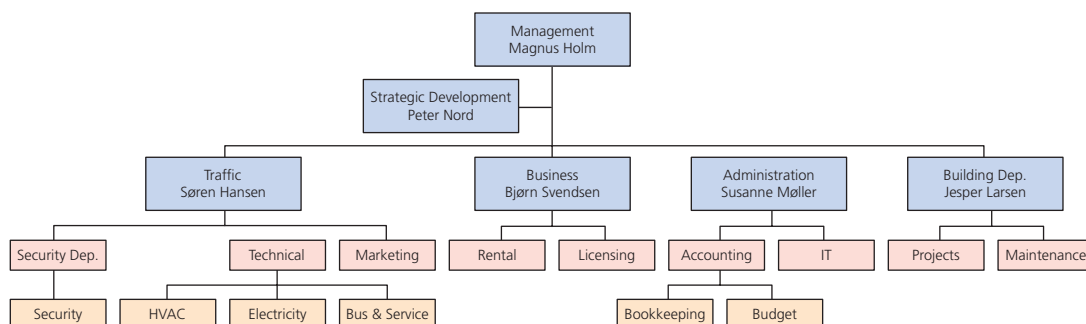 Management
Magnus Holm
Strategic Development
Peter Nord
Traffic
Søren Hansen
Business
Bjørn Svendsen
Administration
Susanne Møller
Building Dep.
Jesper Larsen
Security Dep.
Technical
Marketing
Rental
Licensing
Accounting
IT
Projects
Maintenance
Security
HVAC
Electricity
Bus & Service
Bookkeeping
Budget